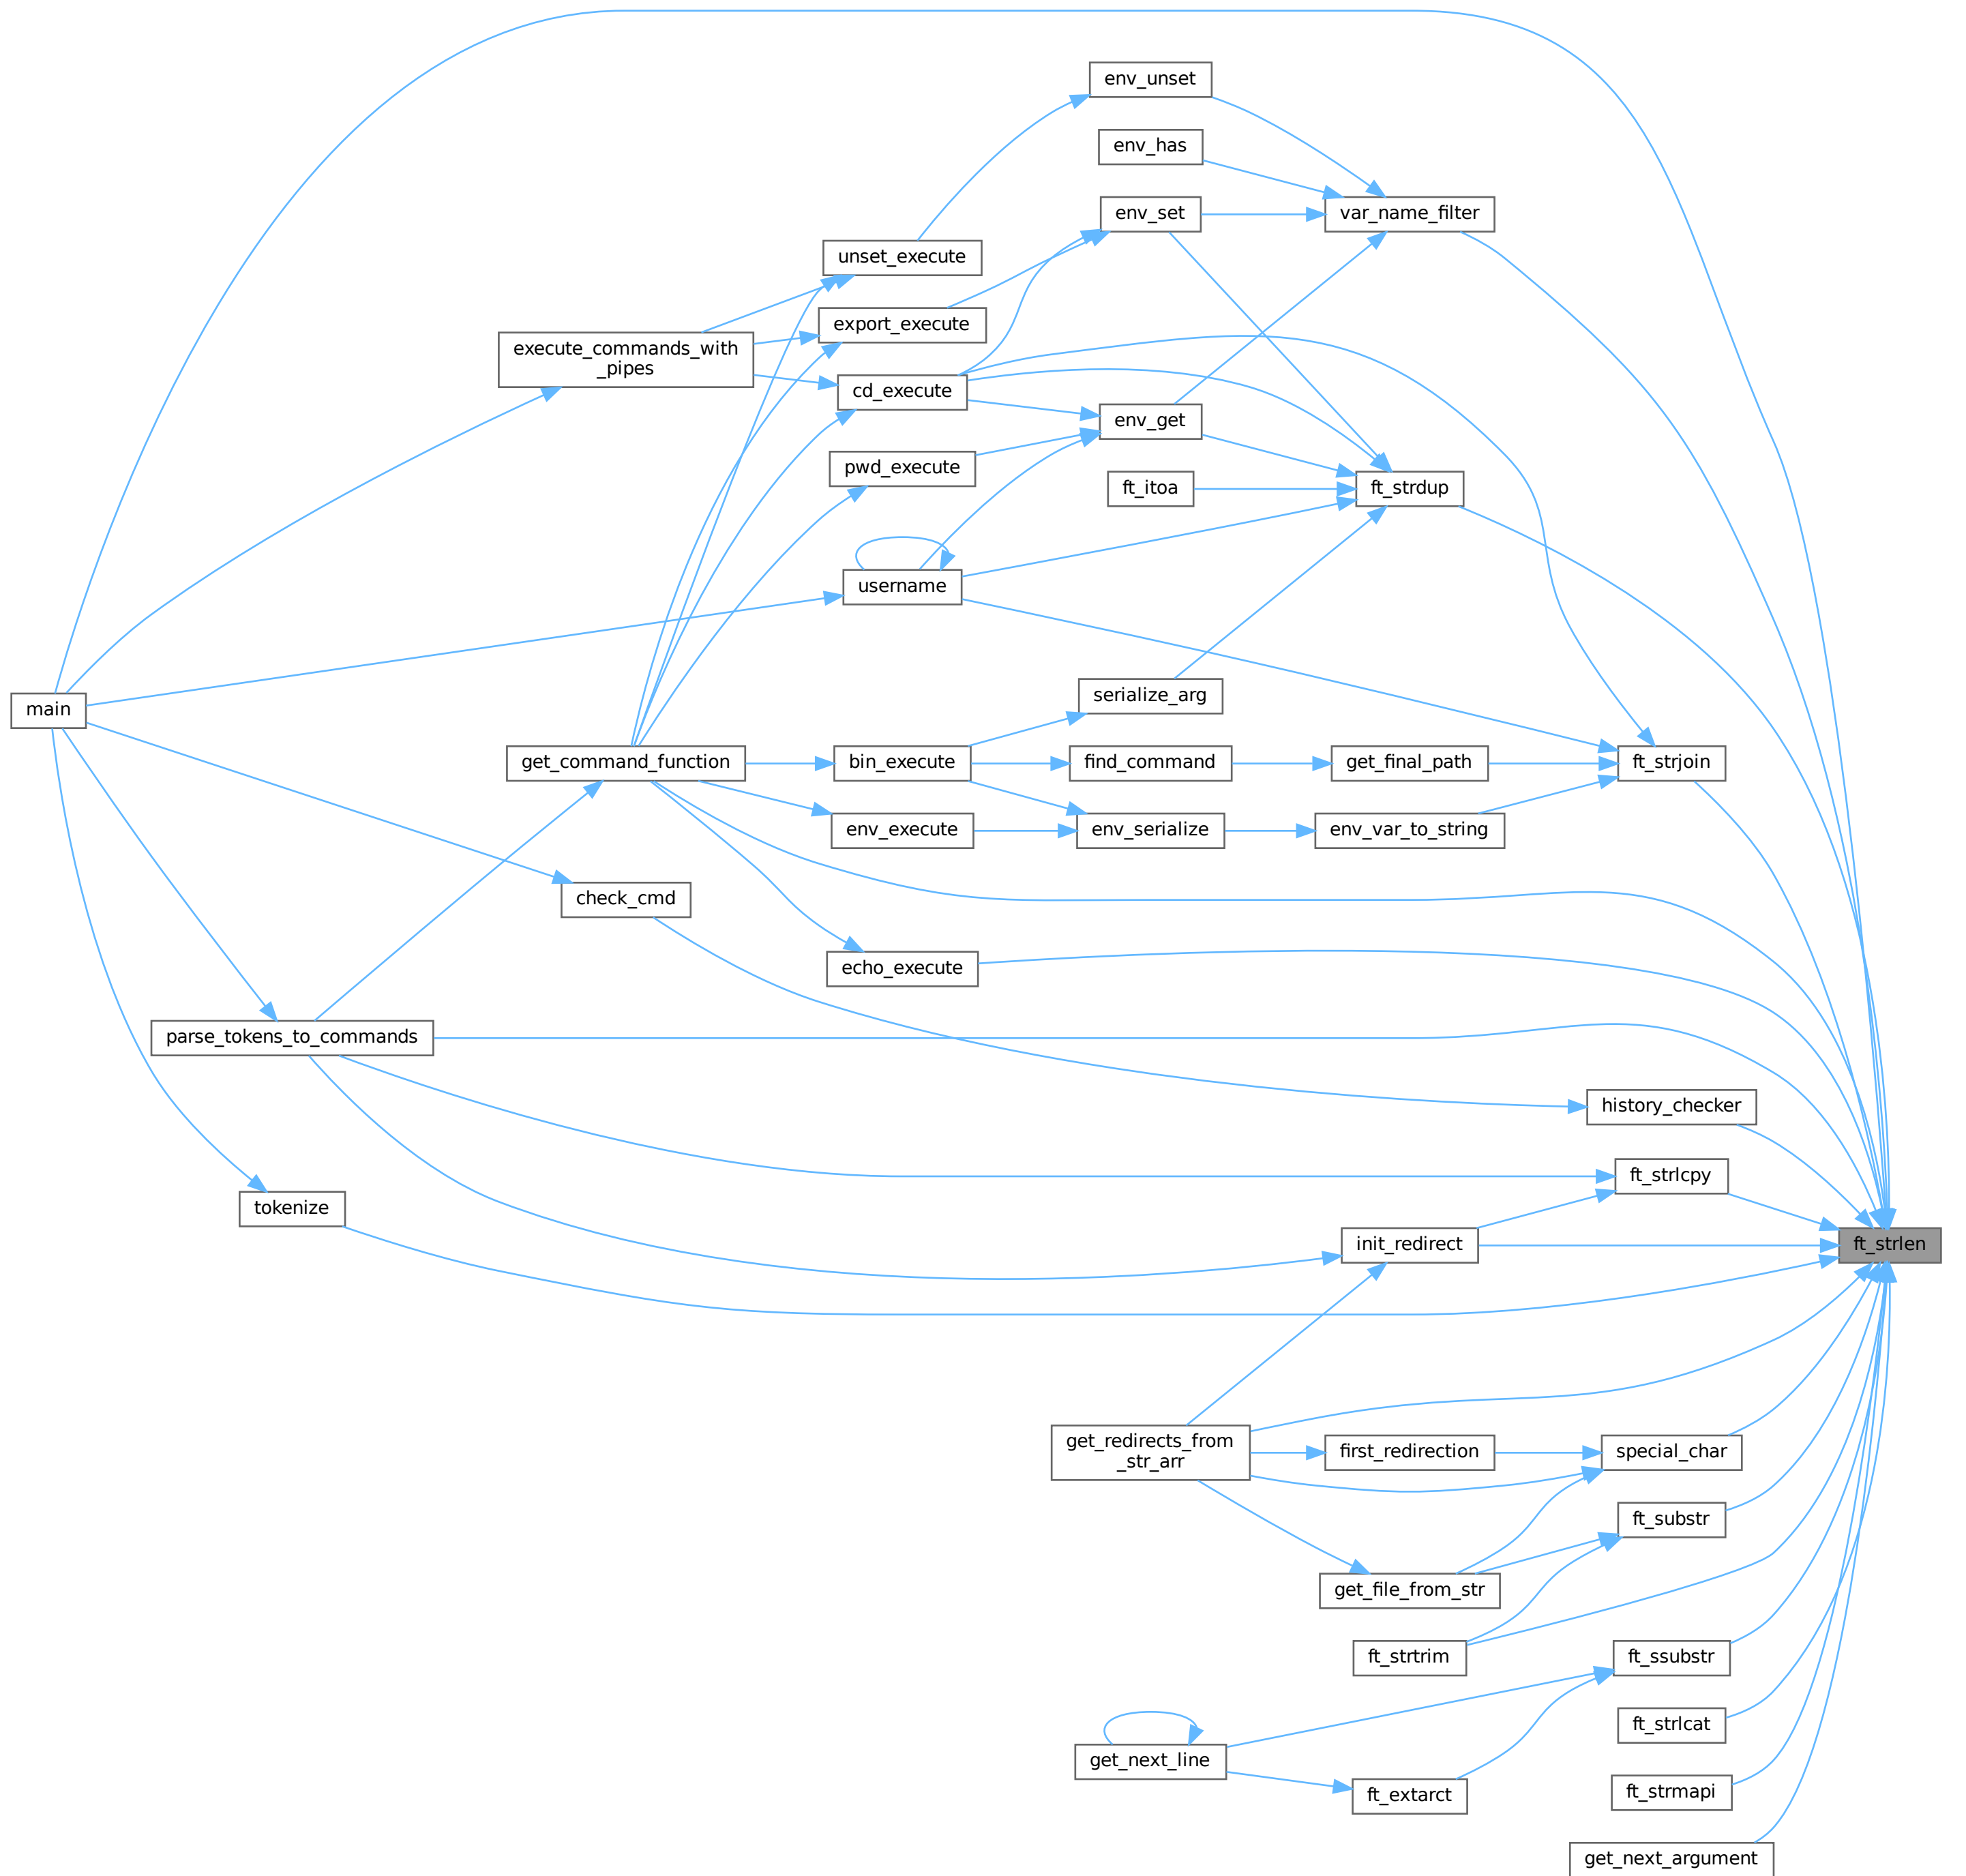 env_unset
env_has
var_name_filter
env_set
unset_execute
export_execute
execute_commands_with
_pipes
cd_execute
env_get
pwd_execute
ft_itoa
ft_strdup
username
serialize_arg
main
get_command_function
bin_execute
find_command
get_final_path
ft_strjoin
env_execute
env_serialize
env_var_to_string
check_cmd
echo_execute
parse_tokens_to_commands
history_checker
ft_strlcpy
tokenize
init_redirect
ft_strlen
get_redirects_from
_str_arr
first_redirection
special_char
ft_substr
get_file_from_str
ft_strtrim
ft_ssubstr
ft_strlcat
get_next_line
ft_extarct
ft_strmapi
get_next_argument